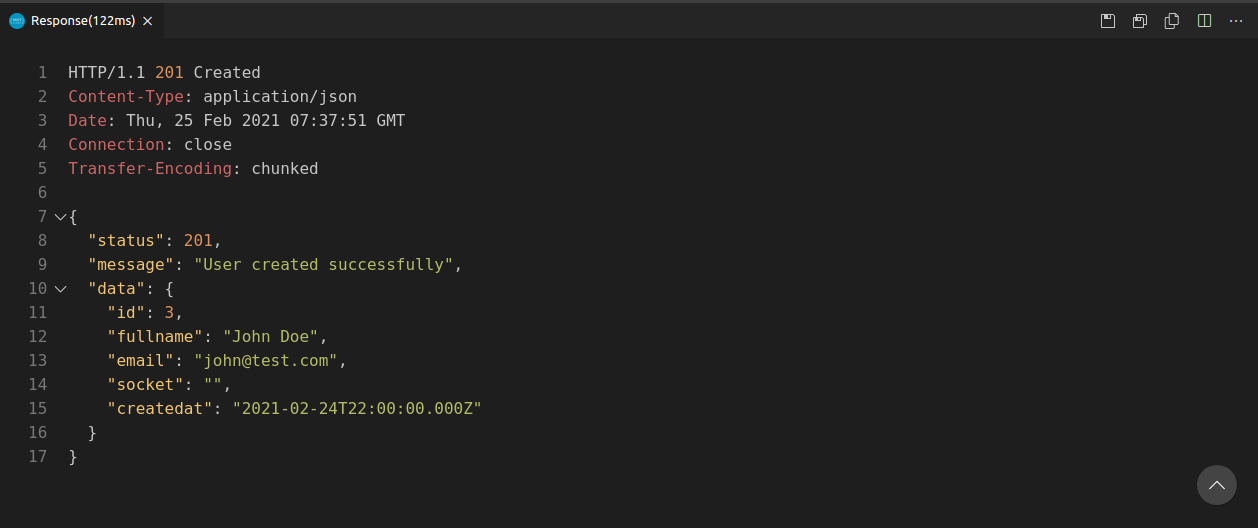 Response(122ms)
1 HTTP/1.1 201 Created
2 Content-Type: application/json
3 Date: Thu, 25 Feb 2021 07:37:51 GMT
4 Connection: close
5 Transfer-Encoding: chunked
6
7 {
8   "status": 201,
9   "message": "User created successfully",
10   "data": {
11     "id": 3,
12     "fullname": "John Doe",
13     "email": "john@test.com",
14     "socket": "",
15     "createdat": "2021-02-24T22:00:00.000Z"
16   }
17 }